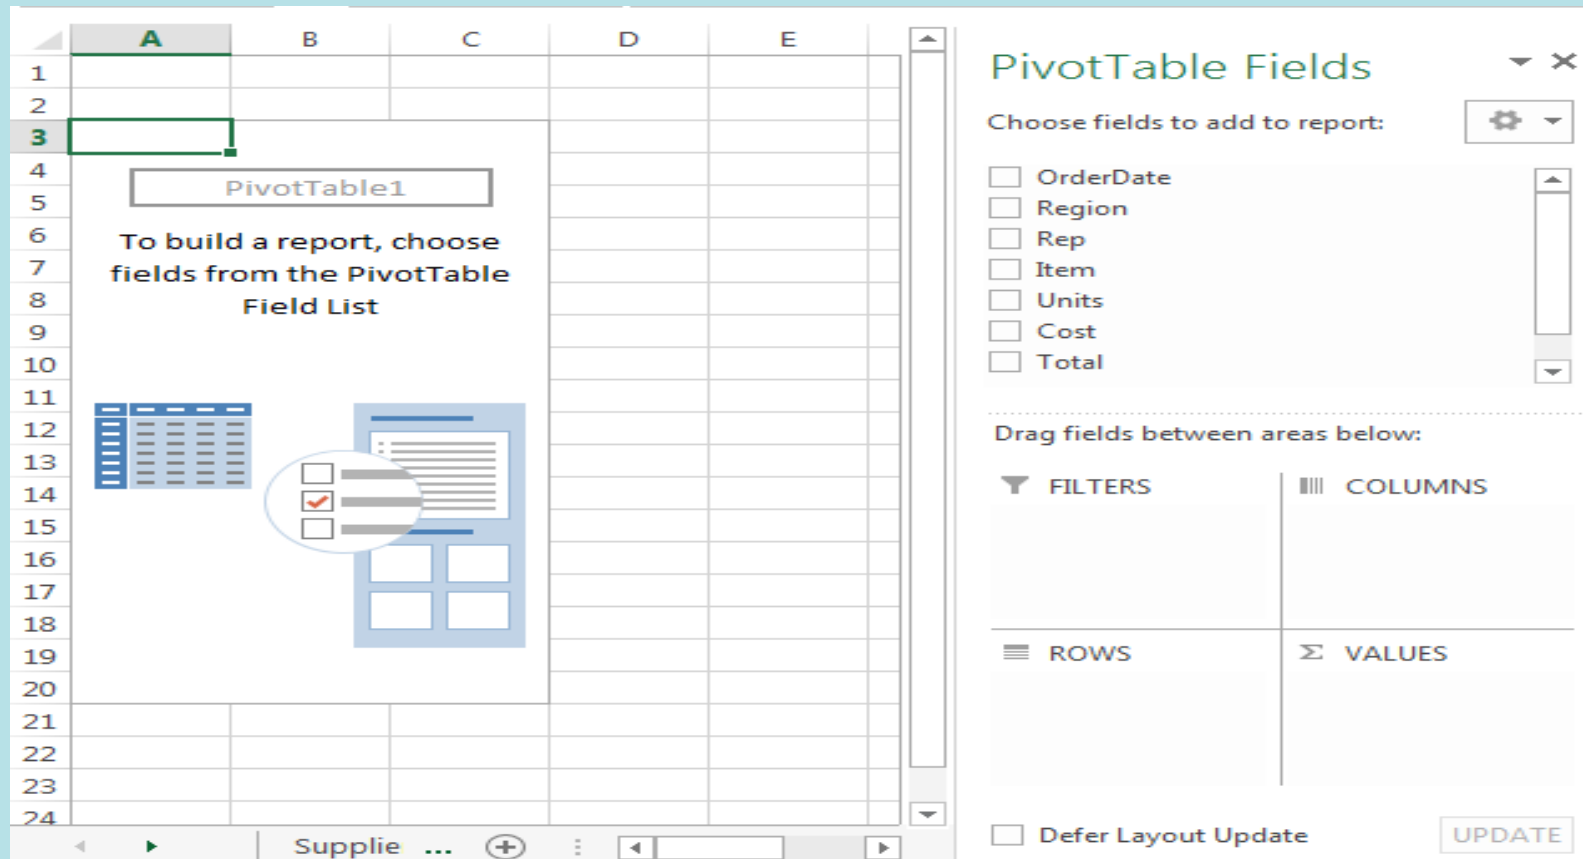 A B C D E
1
2
3
4
5
6
7
8
9
10
11
12
13
14
15
16
17
18
19
20
21
22
23
24
PivotTable1
To build a report, choose
fields from the PivotTable
Field List
Supplie ...
PivotTable Fields
Choose fields to add to report:
OrderDate
Region
Rep
Item
Units
Cost
Total
Drag fields between areas below:
FILTERS
COLUMNS
ROWS
Σ VALUES
Defer Layout Update
UPDATE